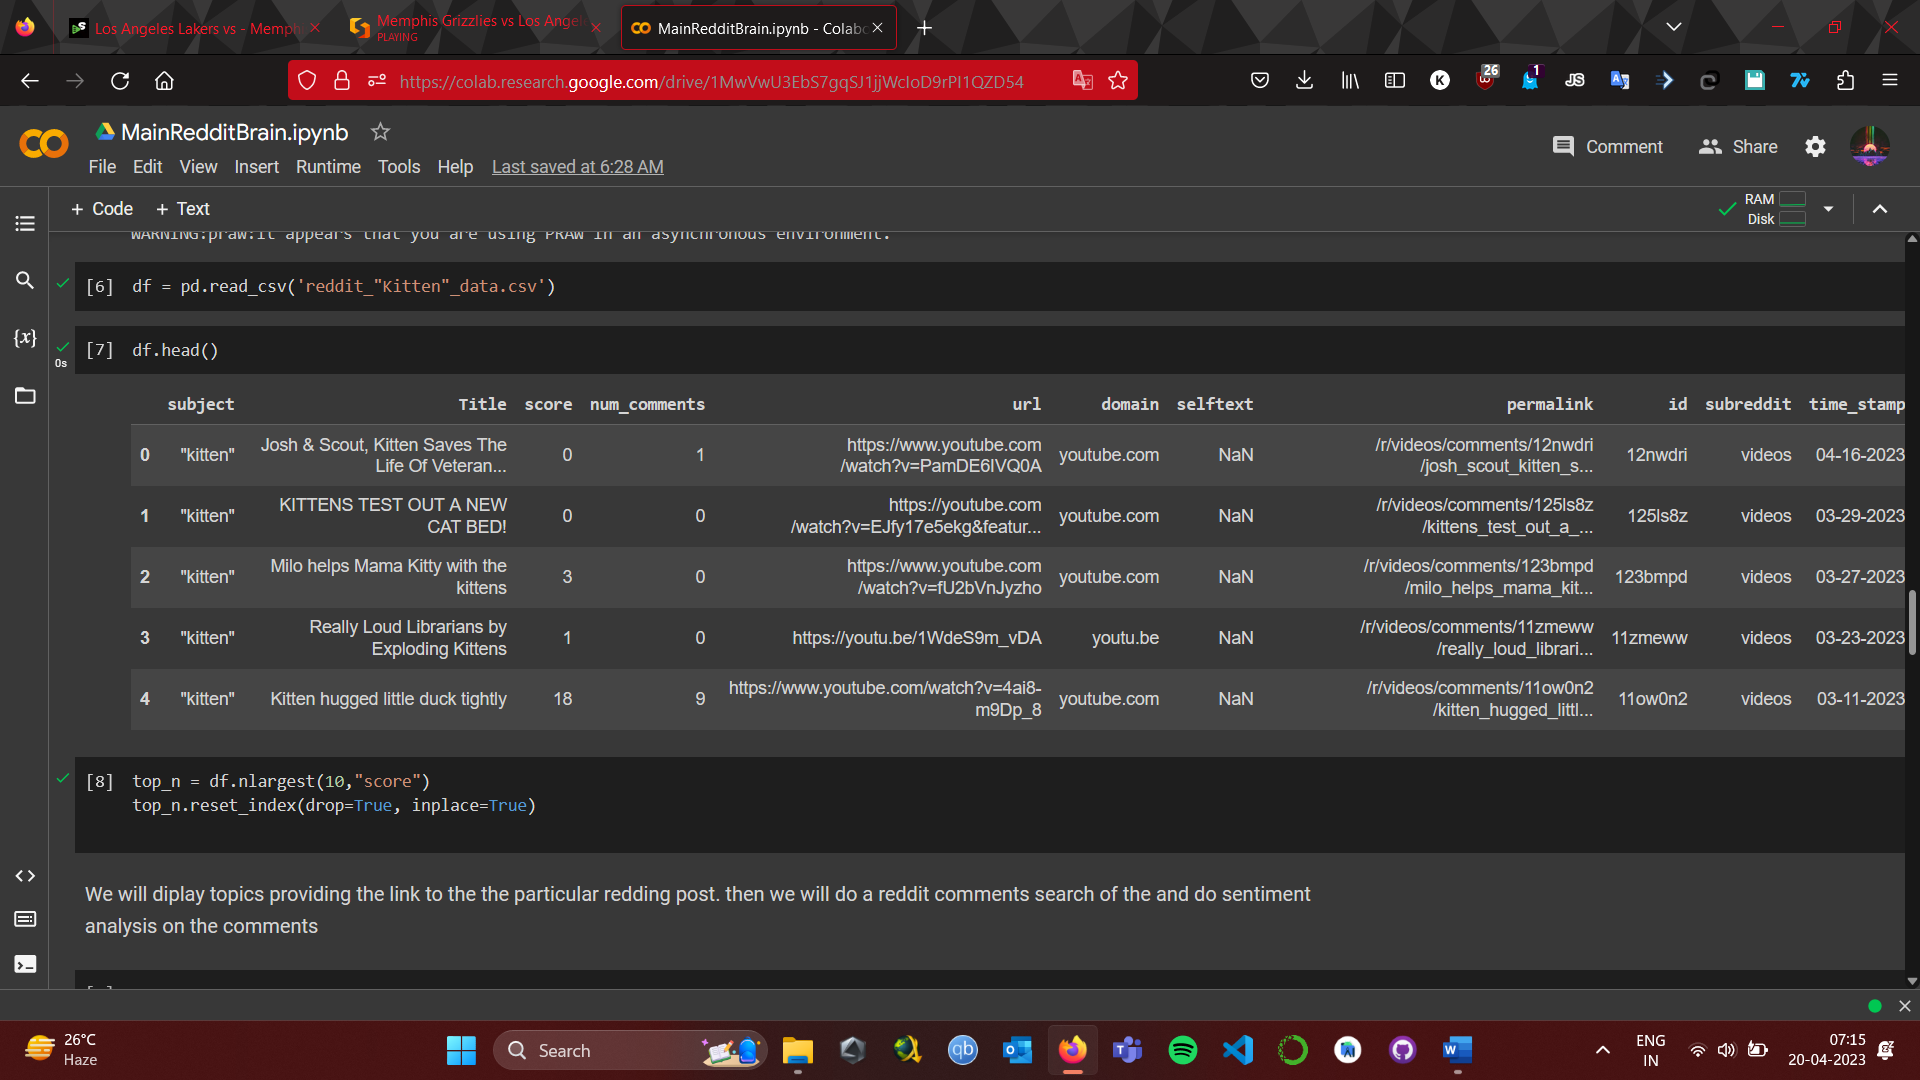 Los Angeles Lakers vs - Memph
Memphis Grizzlies vs Los Angele
PLAYING
MainRedditBrain.ipynb - Colabo
https://colab.research.google.com/drive/1MwVwU3EbS7gqSJ1jjWcIoD9rPI1QZD54
26
1
K
JS
MainRedditBrain.ipynb
File Edit View Insert Runtime Tools Help Last saved at 6:28 AM
Comment Share
+ Code + Text
RAM
Disk
WARNING:praw:It appears that you are using PRAW in an asynchronous environment.
[6] df = pd.read_csv('reddit_"Kitten"_data.csv')
[7] df.head()
0s
subject Title score num_comments url domain selftext permalink id subreddit time_stamp
0 "kitten" Josh & Scout, Kitten Saves The Life Of Veteran... 0 1 https://www.youtube.com/watch?v=PamDE6IVQ0A youtube.com NaN /r/videos/comments/12nwdri/josh_scout_kitten_s... 12nwdri videos 04-16-2023
1 "kitten" KITTENS TEST OUT A NEW CAT BED! 0 0 https://youtube.com/watch?v=EJfy17e5ekg&featur... youtube.com NaN /r/videos/comments/125ls8z/kittens_test_out_a_... 125ls8z videos 03-29-2023
2 "kitten" Milo helps Mama Kitty with the kittens 3 0 https://www.youtube.com/watch?v=fU2bVnJyzho youtube.com NaN /r/videos/comments/123bmpd/milo_helps_mama_kit... 123bmpd videos 03-27-2023
3 "kitten" Really Loud Librarians by Exploding Kittens 1 0 https://youtu.be/1WdeS9m_vDA youtu.be NaN /r/videos/comments/11zmeww/really_loud_librari... 11zmeww videos 03-23-2023
4 "kitten" Kitten hugged little duck tightly 18 9 https://www.youtube.com/watch?v=4ai8-m9Dp_8 youtube.com NaN /r/videos/comments/11ow0n2/kitten_hugged_littl... 11ow0n2 videos 03-11-2023
[8] top_n = df.nlargest(10,"score")
top_n.reset_index(drop=True, inplace=True)
We will diplay topics providing the link to the the particular redding post. then we will do a reddit comments search of the and do sentiment
analysis on the comments
26°C
Haze
Search
qb
ENG
IN
07:15
20-04-2023